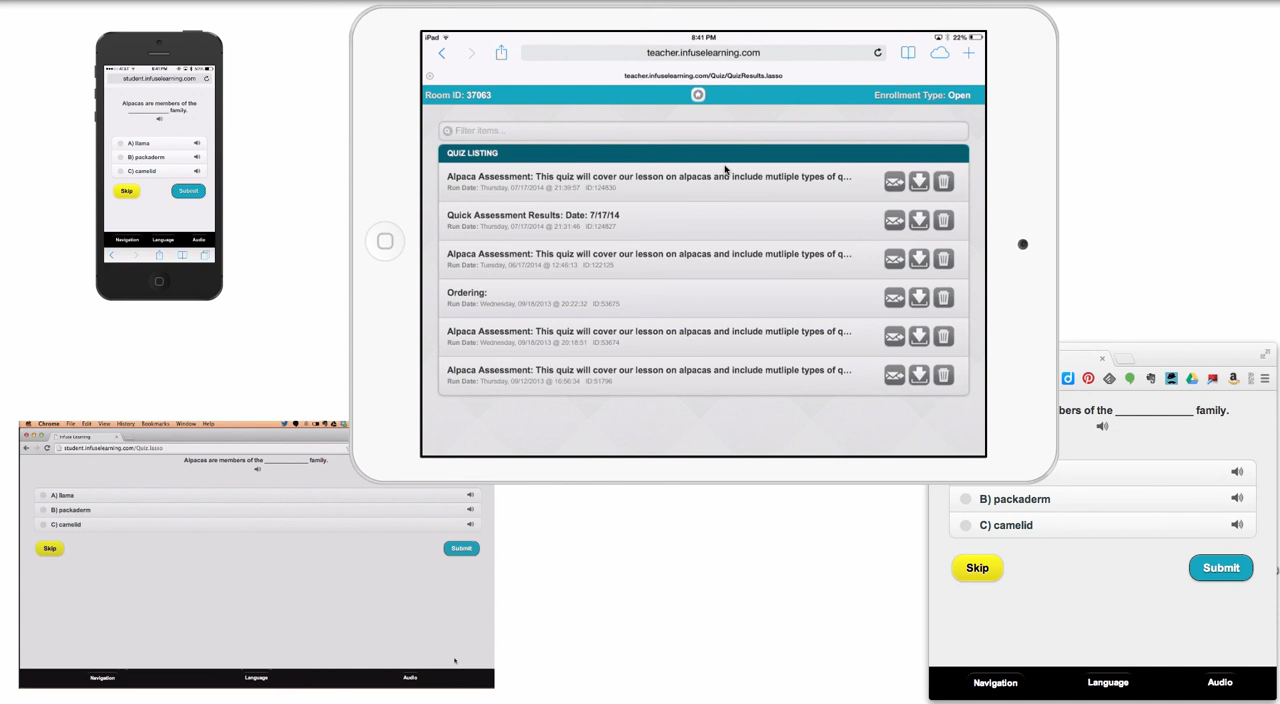 iPad
8:41 PM
22%
teacher.infuselearning.com
teacher.infuselearning.com/Quiz/QuizResults.lasso
Room ID: 37063
Enrollment Type: Open
Filter items...
QUIZ LISTING
Alpaca Assessment: This quiz will cover our lesson on alpacas and include mutliple types of q...
Run Date: Thursday, 07/17/2014 @ 21:39:57 ID:124830
Quick Assessment Results: Date: 7/17/14
Run Date: Thursday, 07/17/2014 @ 21:31:46 ID:124827
Alpaca Assessment: This quiz will cover our lesson on alpacas and include mutliple types of q...
Run Date: Tuesday, 06/17/2014 @ 12:46:13 ID:122125
Ordering:
Run Date: Wednesday, 09/18/2013 @ 20:22:32 ID:53675
Alpaca Assessment: This quiz will cover our lesson on alpacas and include mutliple types of q...
Run Date: Wednesday, 09/18/2013 @ 20:18:51 ID:53674
Alpaca Assessment: This quiz will cover our lesson on alpacas and include mutliple types of q...
Run Date: Thursday, 09/12/2013 @ 16:56:34 ID:51796
student.infuselearning.com
Alpacas are members of the
____________ family.
A) llama
B) packaderm
C) camelid
Skip
Submit
Navigation
Language
Audio
Chrome File Edit View History Bookmarks Window Help
Infuse Learning
student.infuselearning.com/Quiz.lasso
Alpacas are members of the ____________ family.
A) llama
B) packaderm
C) camelid
Skip
Submit
Navigation
Language
Audio
bers of the ____________ family.
B) packaderm
C) camelid
Skip
Submit
Navigation
Language
Audio